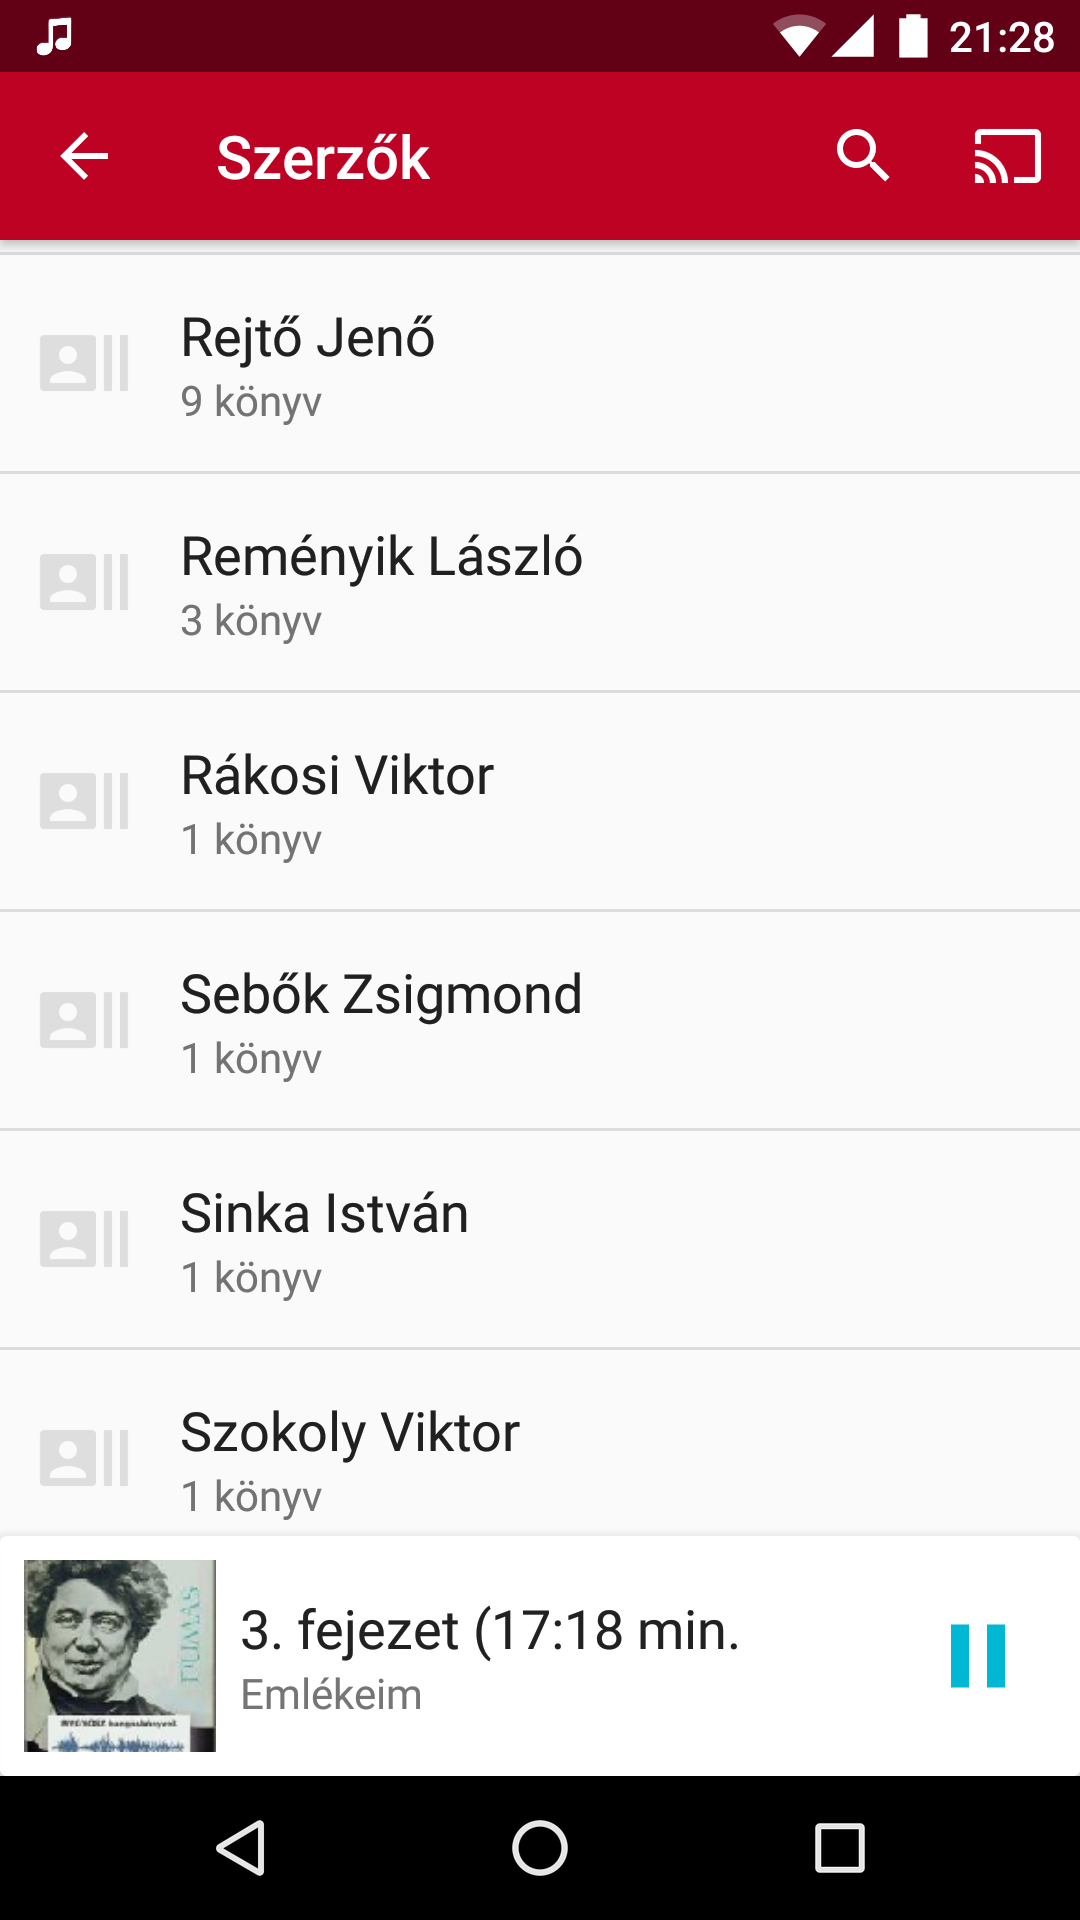 21:28
Szerzők
Rejtő Jenő
9 könyv
Reményik László
3 könyv
Rákosi Viktor
1 könyv
Sebők Zsigmond
1 könyv
Sinka István
1 könyv
Szokoly Viktor
1 könyv
DUMAS
3. fejezet (17:18 min.
Emlékeim